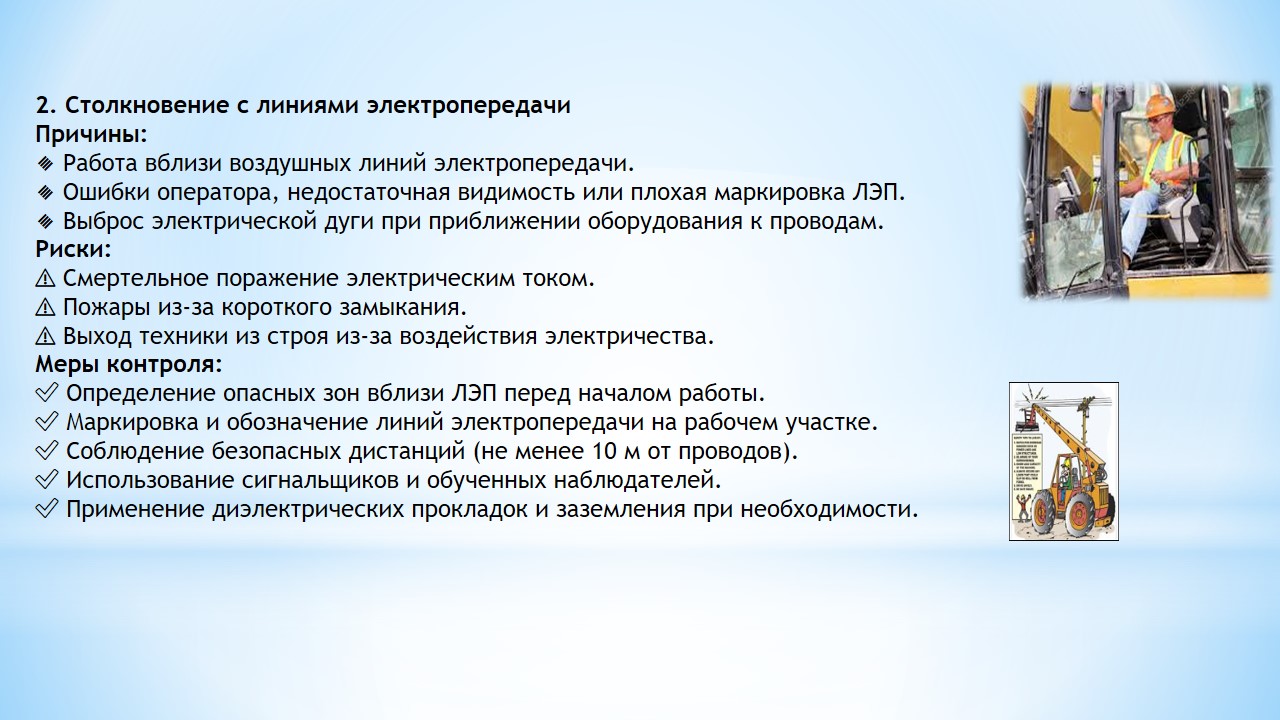 2. Столкновение с линиями электропередачи
Причины:
Работа вблизи воздушных линий электропередачи.
Ошибки оператора, недостаточная видимость или плохая маркировка ЛЭП.
Выброс электрической дуги при приближении оборудования к проводам.
Риски:
⚠ Смертельное поражение электрическим током.
⚠ Пожары из-за короткого замыкания.
⚠ Выход техники из строя из-за воздействия электричества.
Меры контроля:
✅ Определение опасных зон вблизи ЛЭП перед началом работы.
✅ Маркировка и обозначение линий электропередачи на рабочем участке.
✅ Соблюдение безопасных дистанций (не менее 10 м от проводов).
✅ Использование сигнальщиков и обученных наблюдателей.
✅ Применение диэлектрических прокладок и заземления при необходимости.